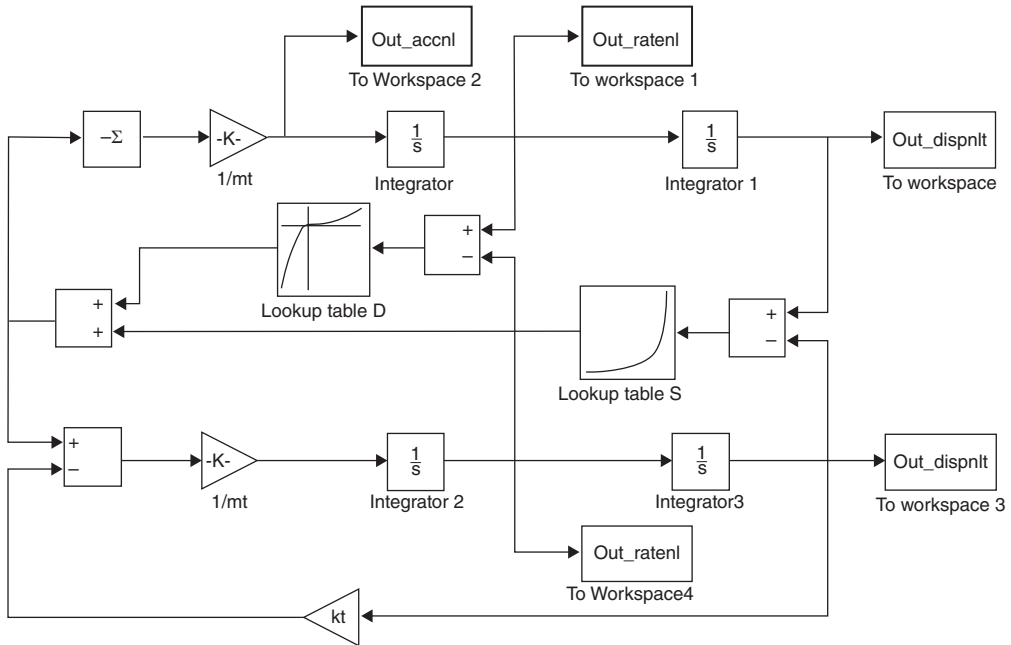 Out_accnl
To Workspace 2
Out_ratenl
To workspace 1
−Σ
-K-
1/mt
1
s
Integrator
1
s
Integrator 1
Out_dispnlt
To workspace
Lookup table D
+
−
+
+
Lookup table S
+
−
+
−
-K-
1/mt
1
s
Integrator 2
1
s
Integrator3
Out_dispnlt
To workspace 3
Out_ratenl
To Workspace4
kt